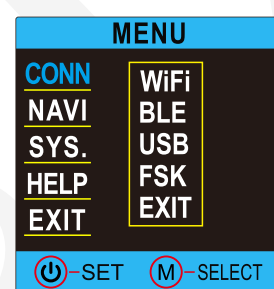 MENU
CONN
NAVI
SYS.
HELP
EXIT
WiFi
BLE
USB
FSK
EXIT
-SET M-SELECT